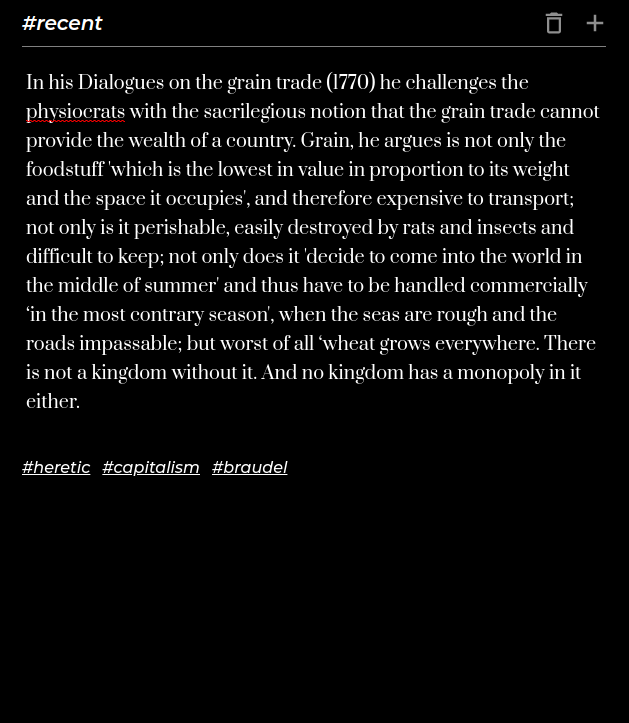 #recent
In his Dialogues on the grain trade (1770) he challenges the
physiocrats with the sacrilegious notion that the grain trade cannot
provide the wealth of a country. Grain, he argues is not only the
foodstuff 'which is the lowest in value in proportion to its weight
and the space it occupies', and therefore expensive to transport;
not only is it perishable, easily destroyed by rats and insects and
difficult to keep; not only does it 'decide to come into the world in
the middle of summer' and thus have to be handled commercially
‘in the most contrary season', when the seas are rough and the
roads impassable; but worst of all ‘wheat grows everywhere. There
is not a kingdom without it. And no kingdom has a monopoly in it
either.
#heretic #capitalism #braudel